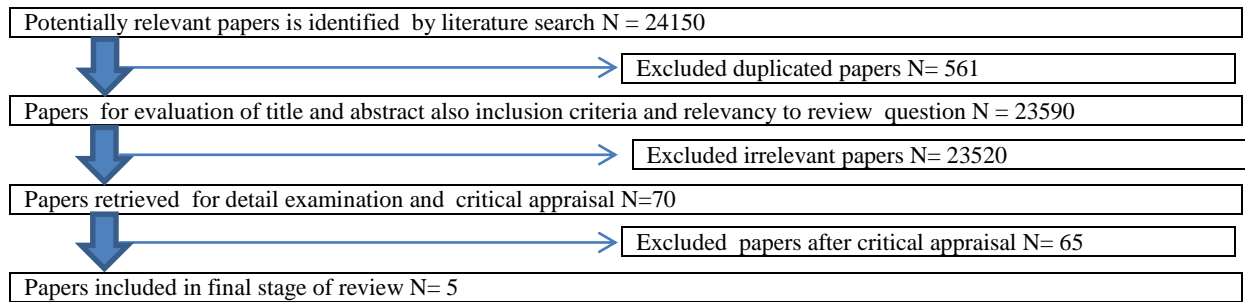 Potentially relevant papers is identified by literature search N = 24150
Excluded duplicated papers N= 561
Papers for evaluation of title and abstract also inclusion criteria and relevancy to review question N = 23590
Excluded irrelevant papers N= 23520
Papers retrieved for detail examination and critical appraisal N=70
Excluded papers after critical appraisal N= 65
Papers included in final stage of review N= 5